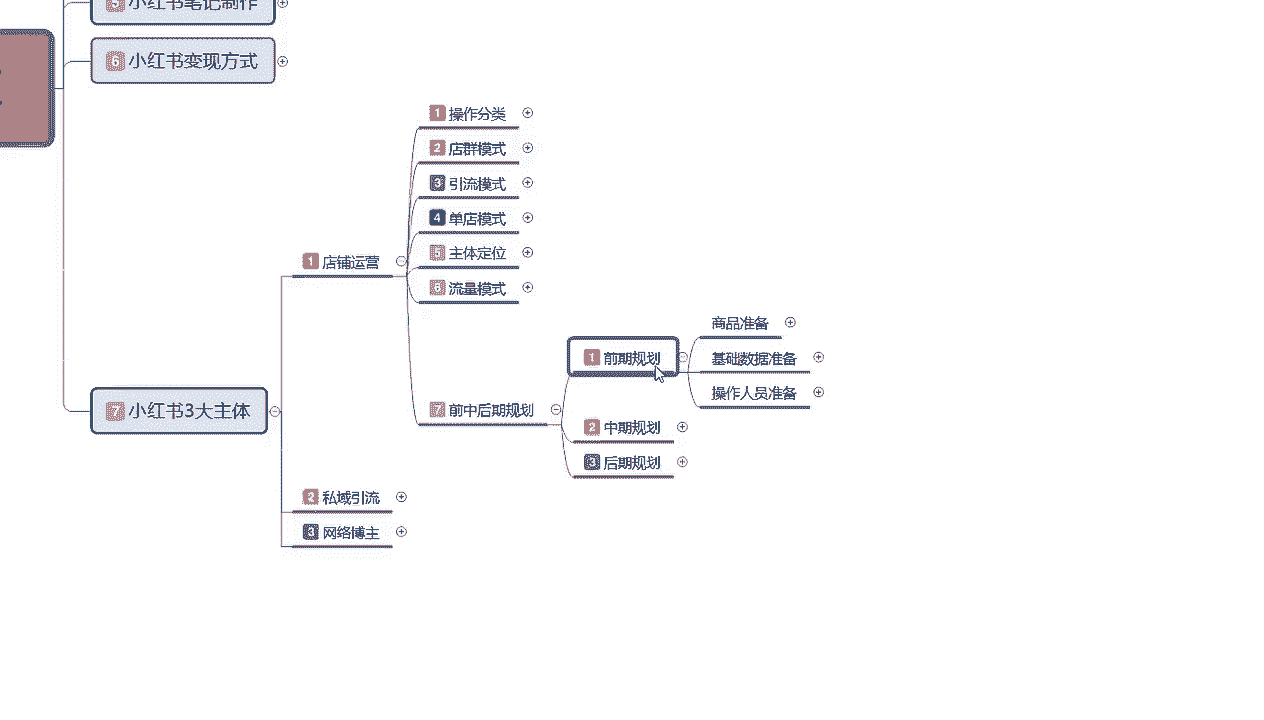 5 小红书笔记制作
6 小红书变现方式
7 小红书3大主体
1 店铺运营
1 操作分类
2 店群模式
3 引流模式
4 单店模式
5 主体定位
6 流量模式
7 前中后期规划
1 前期规划
商品准备
基础数据准备
操作人员准备
2 中期规划
3 后期规划
2 私域引流
3 网络博主